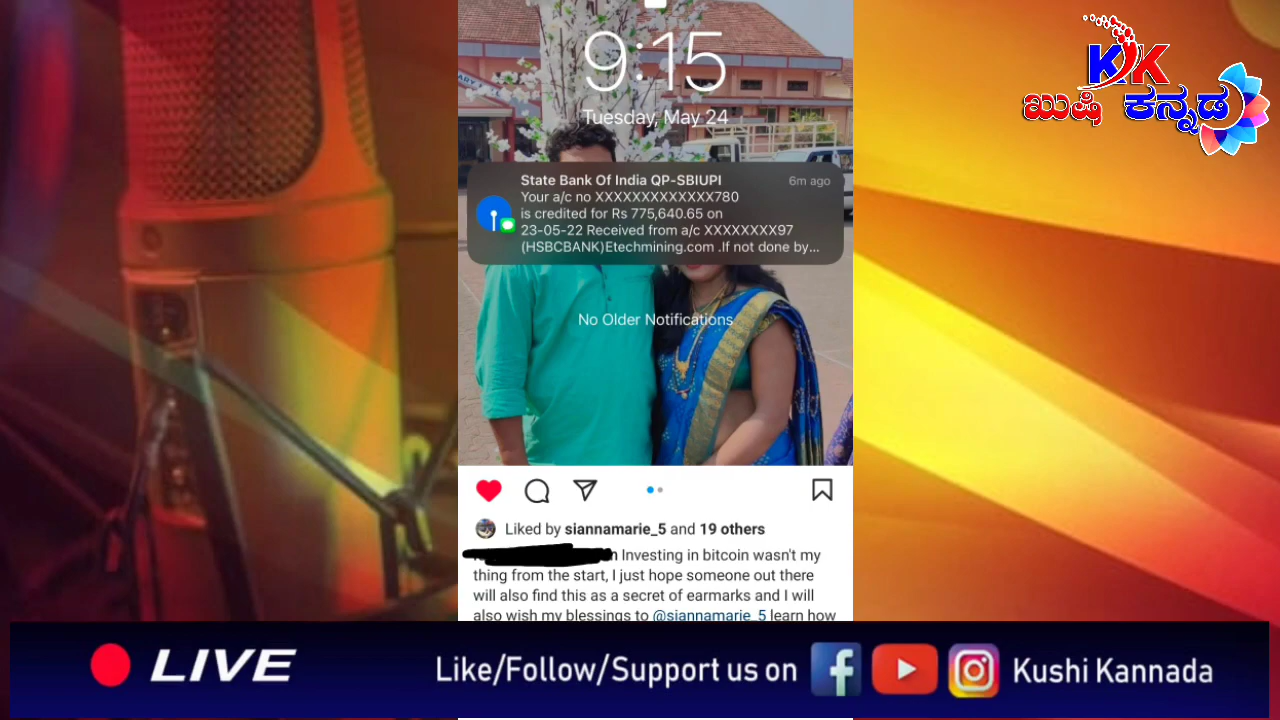 9:15
Tuesday, May 24
State Bank Of India QP-SBIUPI 6m ago
Your a/c no XXXXXXXXXXXXX780
is credited for Rs 775,640.65 on
23-05-22 Received from a/c XXXXXXXX97
(HSBCBANK)Etechmining.com .If not done by...
No Older Notifications
Liked by siannamarie_5 and 19 others
Investing in bitcoin wasn't my
thing from the start, I just hope someone out there
will also find this as a secret of earmarks and I will
also wish my blessings to @siannamarie_5 learn how
KK
ಖುಷಿ ಕನ್ನಡ
LIVE
Like/Follow/Support us on Kushi Kannada